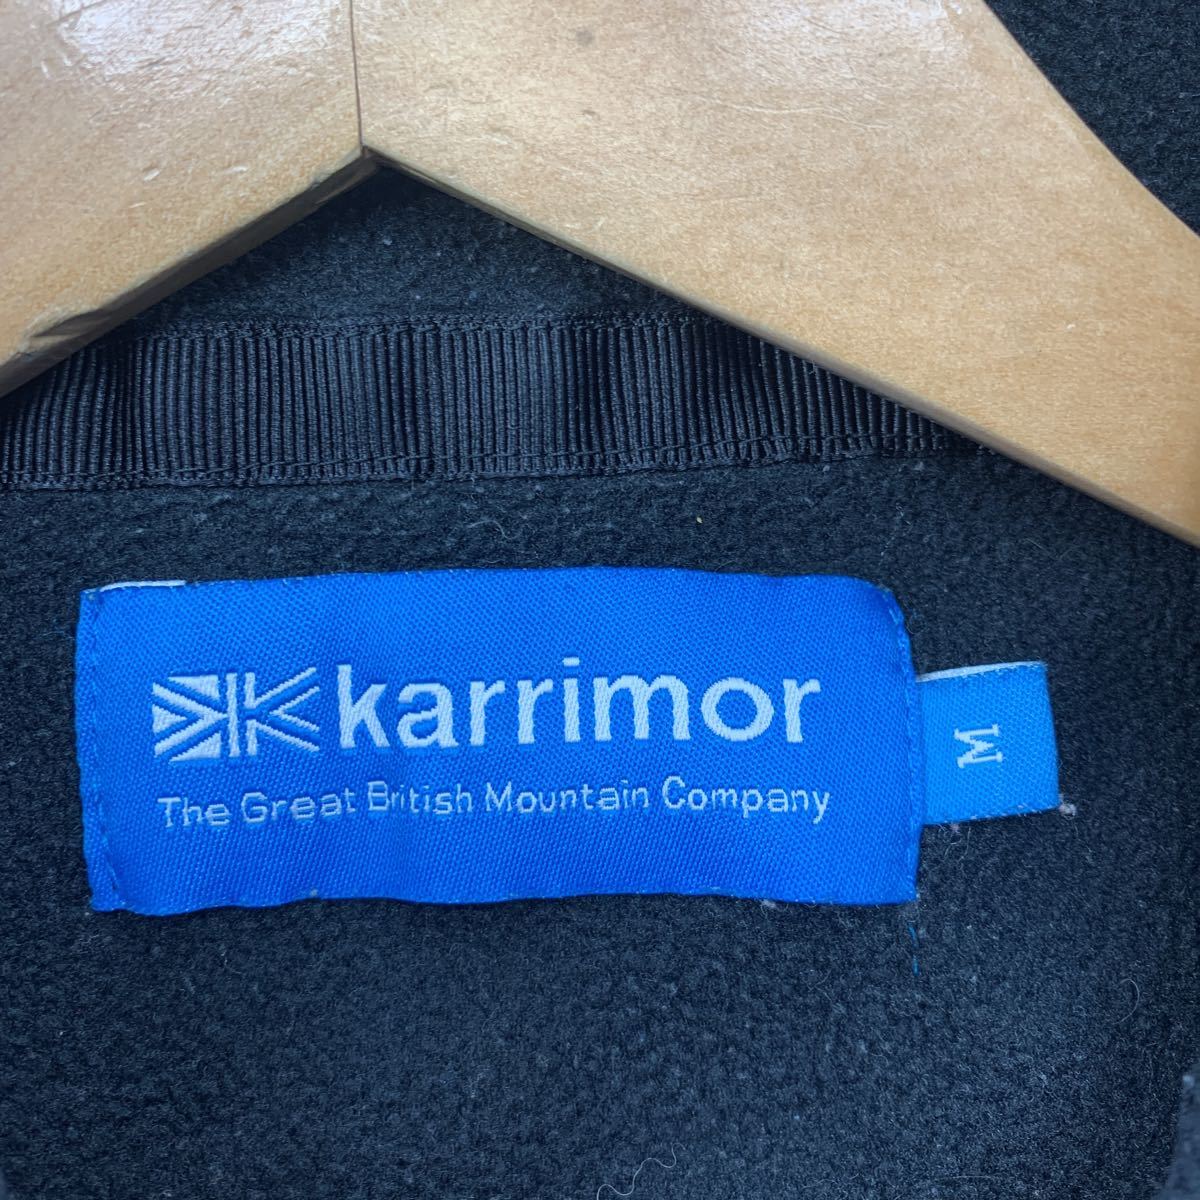 karrimor
The Great British Mountain Company
M